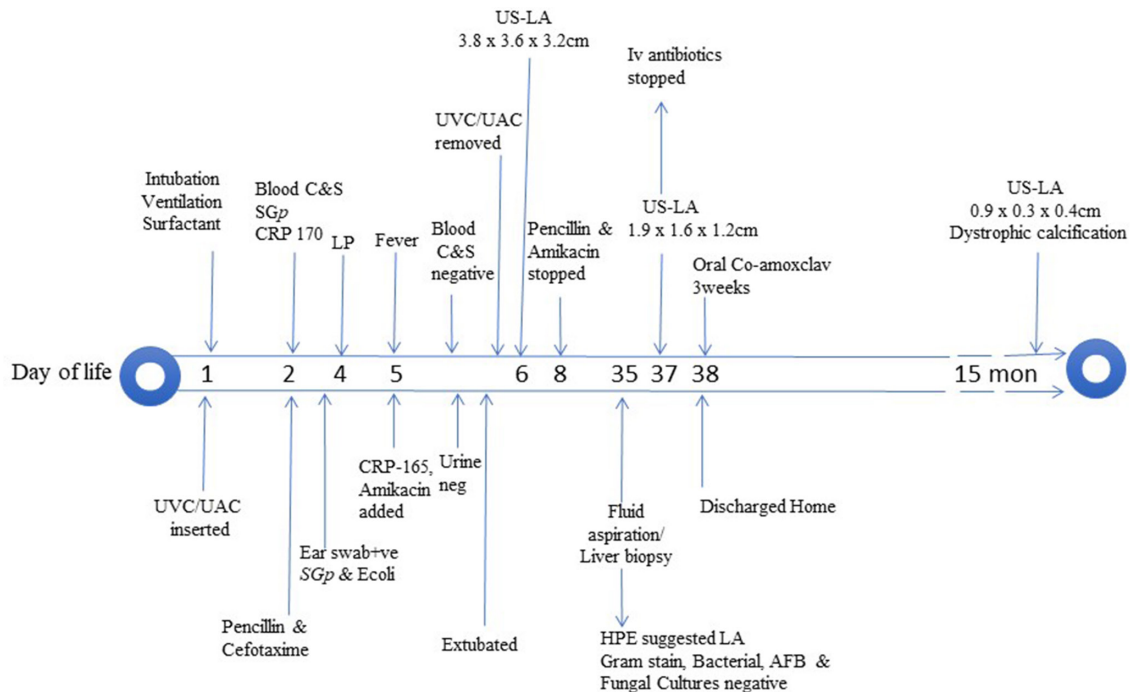 US-LA
3.8 x 3.6 x 3.2cm
Iv antibiotics
stopped
UVC/UAC
removed
Intubation
Ventilation
Surfactant
Blood C&S
SGp
CRP 170
LP
Fever
Blood
C&S
negative
Pencillin &
Amikacin
stopped
US-LA
1.9 x 1.6 x 1.2cm
Oral Co-amoxclav
3weeks
US-LA
0.9 x 0.3 x 0.4cm
Dystrophic calcification
Day of life
1
2
4
5
6
8
35
37
38
15 mon
UVC/UAC
inserted
Pencillin &
Cefotaxime
Ear swab+ve
SGp & Ecoli
CRP-165,
Amikacin
added
Urine
neg
Extubated
Fluid
aspiration/
Liver biopsy
HPE suggested LA
Gram stain, Bacterial, AFB &
Fungal Cultures negative
Discharged Home